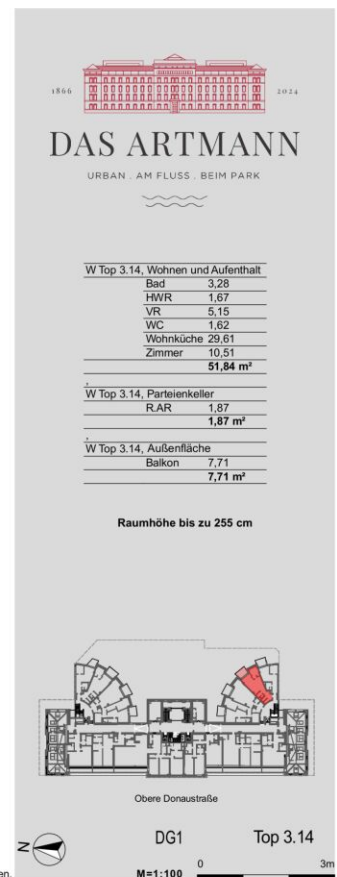 1866 2024
DAS ARTMANN
URBAN . AM FLUSS . BEIM PARK
W Top 3.14, Wohnen und Aufenthalt
Bad 3,28
HWR 1,67
VR 5,15
WC 1,62
Wohnküche 29,61
Zimmer 10,51
51,84 m²
,
W Top 3.14, Parteienkeller
R.AR 1,87
1,87 m²
,
W Top 3.14, Außenfläche
Balkon 7,71
7,71 m²
Raumhöhe bis zu 255 cm
Obere Donaustraße
N DG1 Top 3.14
en. M=1:100 0 3m